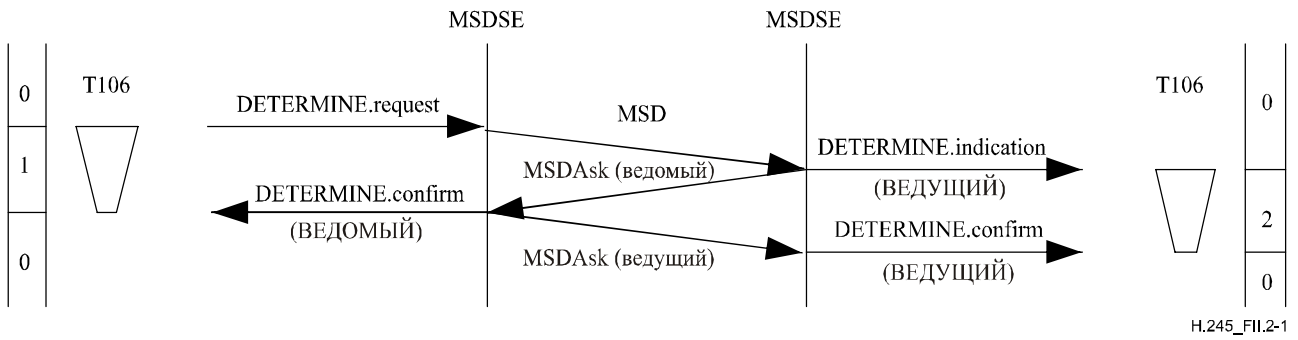 MSDSE
MSDSE
T106
T106
0
0
DETERMINE.request
MSD
DETERMINE.indication
1
MSDAsk (ведомый)
(ВЕДУЩИЙ)
DETERMINE.confirm
DETERMINE.confirm
2
(ВЕДОМЫЙ)
MSDAsk (ведущий)
(ВЕДУЩИЙ)
0
0
H.245_FII.2-1